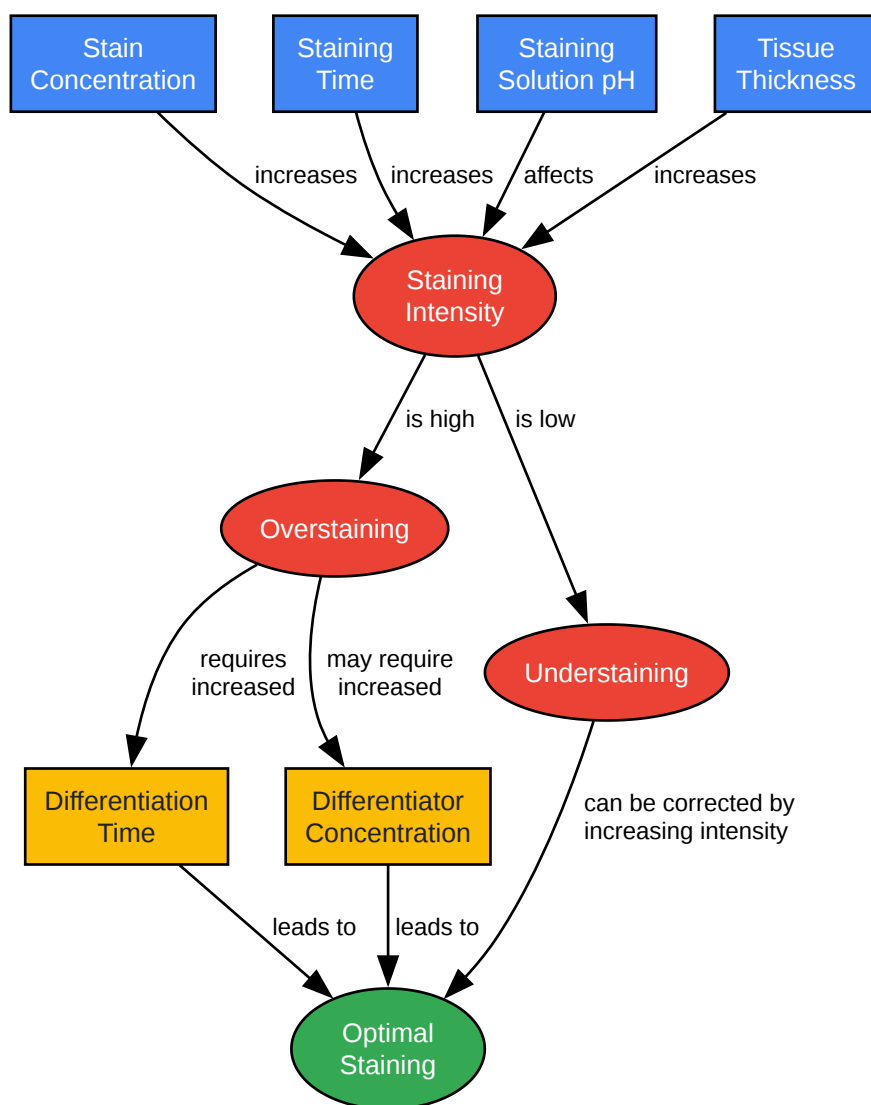 Stain
Concentration
Staining
Time
Staining
Solution pH
Tissue
Thickness
increases
increases
affects
increases
Staining
Intensity
is high
is low
Overstaining
requires
increased
may require
increased
Understaining
Differentiation
Time
Differentiator
Concentration
can be corrected by
increasing intensity
leads to
leads to
Optimal
Staining